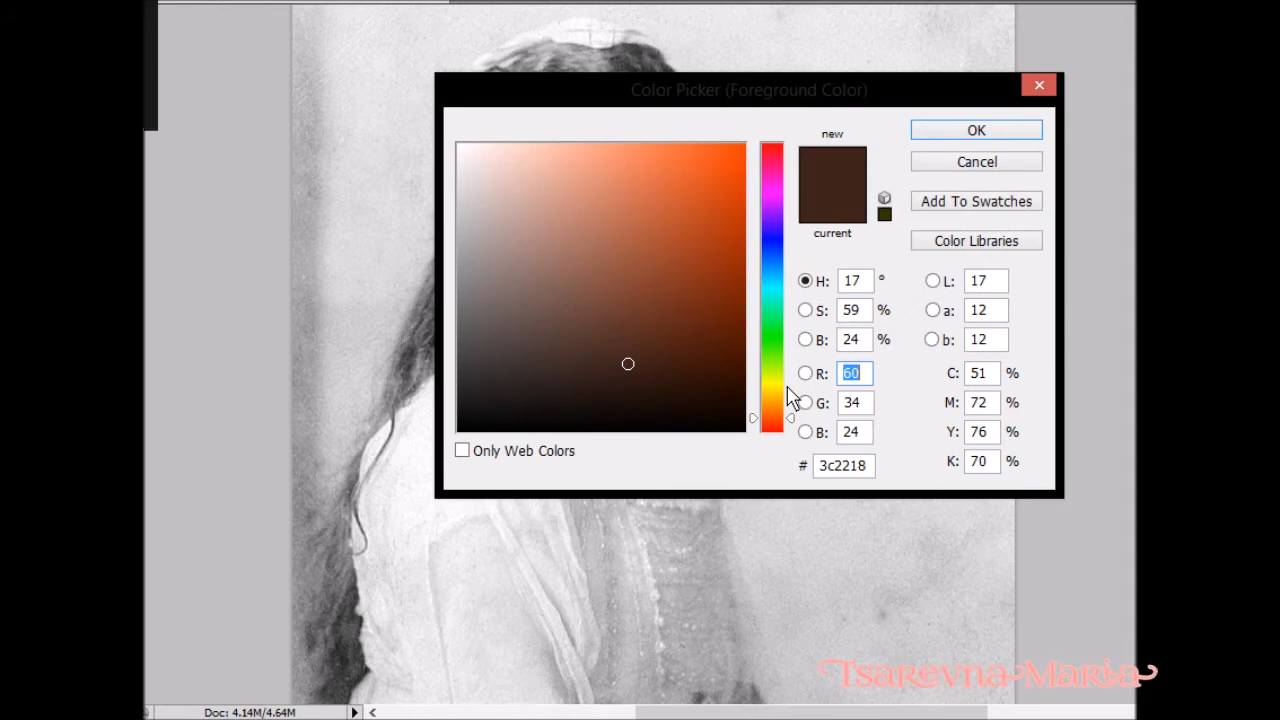 Color Picker (Foreground Color)
new
current
OK
Cancel
Add To Swatches
Color Libraries
H: 17 °
S: 59 %
B: 24 %
R: 60
G: 34
B: 24
# 3c2218
L: 17
a: 12
b: 12
C: 51 %
M: 72 %
Y: 76 %
K: 70 %
Only Web Colors
Tsarevna Maria
Doc: 4.14M/4.64M